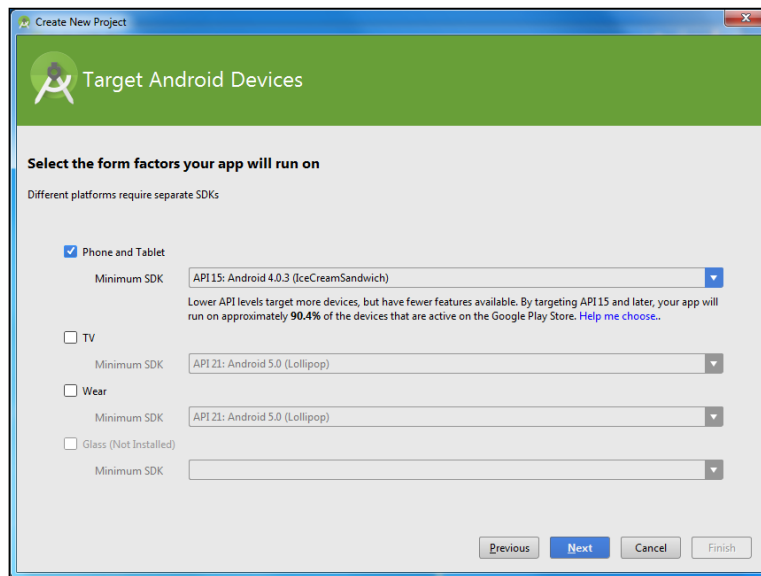 Create New Project
Target Android Devices
Select the form factors your app will run on
Different platforms require separate SDKs
Phone and Tablet
Minimum SDK
API 15: Android 4.0.3 (IceCreamSandwich)
Lower API levels target more devices, but have fewer features available. By targeting API 15 and later, your app will
run on approximately 90.4% of the devices that are active on the Google Play Store. Help me choose..
TV
Minimum SDK
API 21: Android 5.0 (Lollipop)
Wear
Minimum SDK
API 21: Android 5.0 (Lollipop)
Glass (Not Installed)
Minimum SDK
Previous
Next
Cancel
Finish